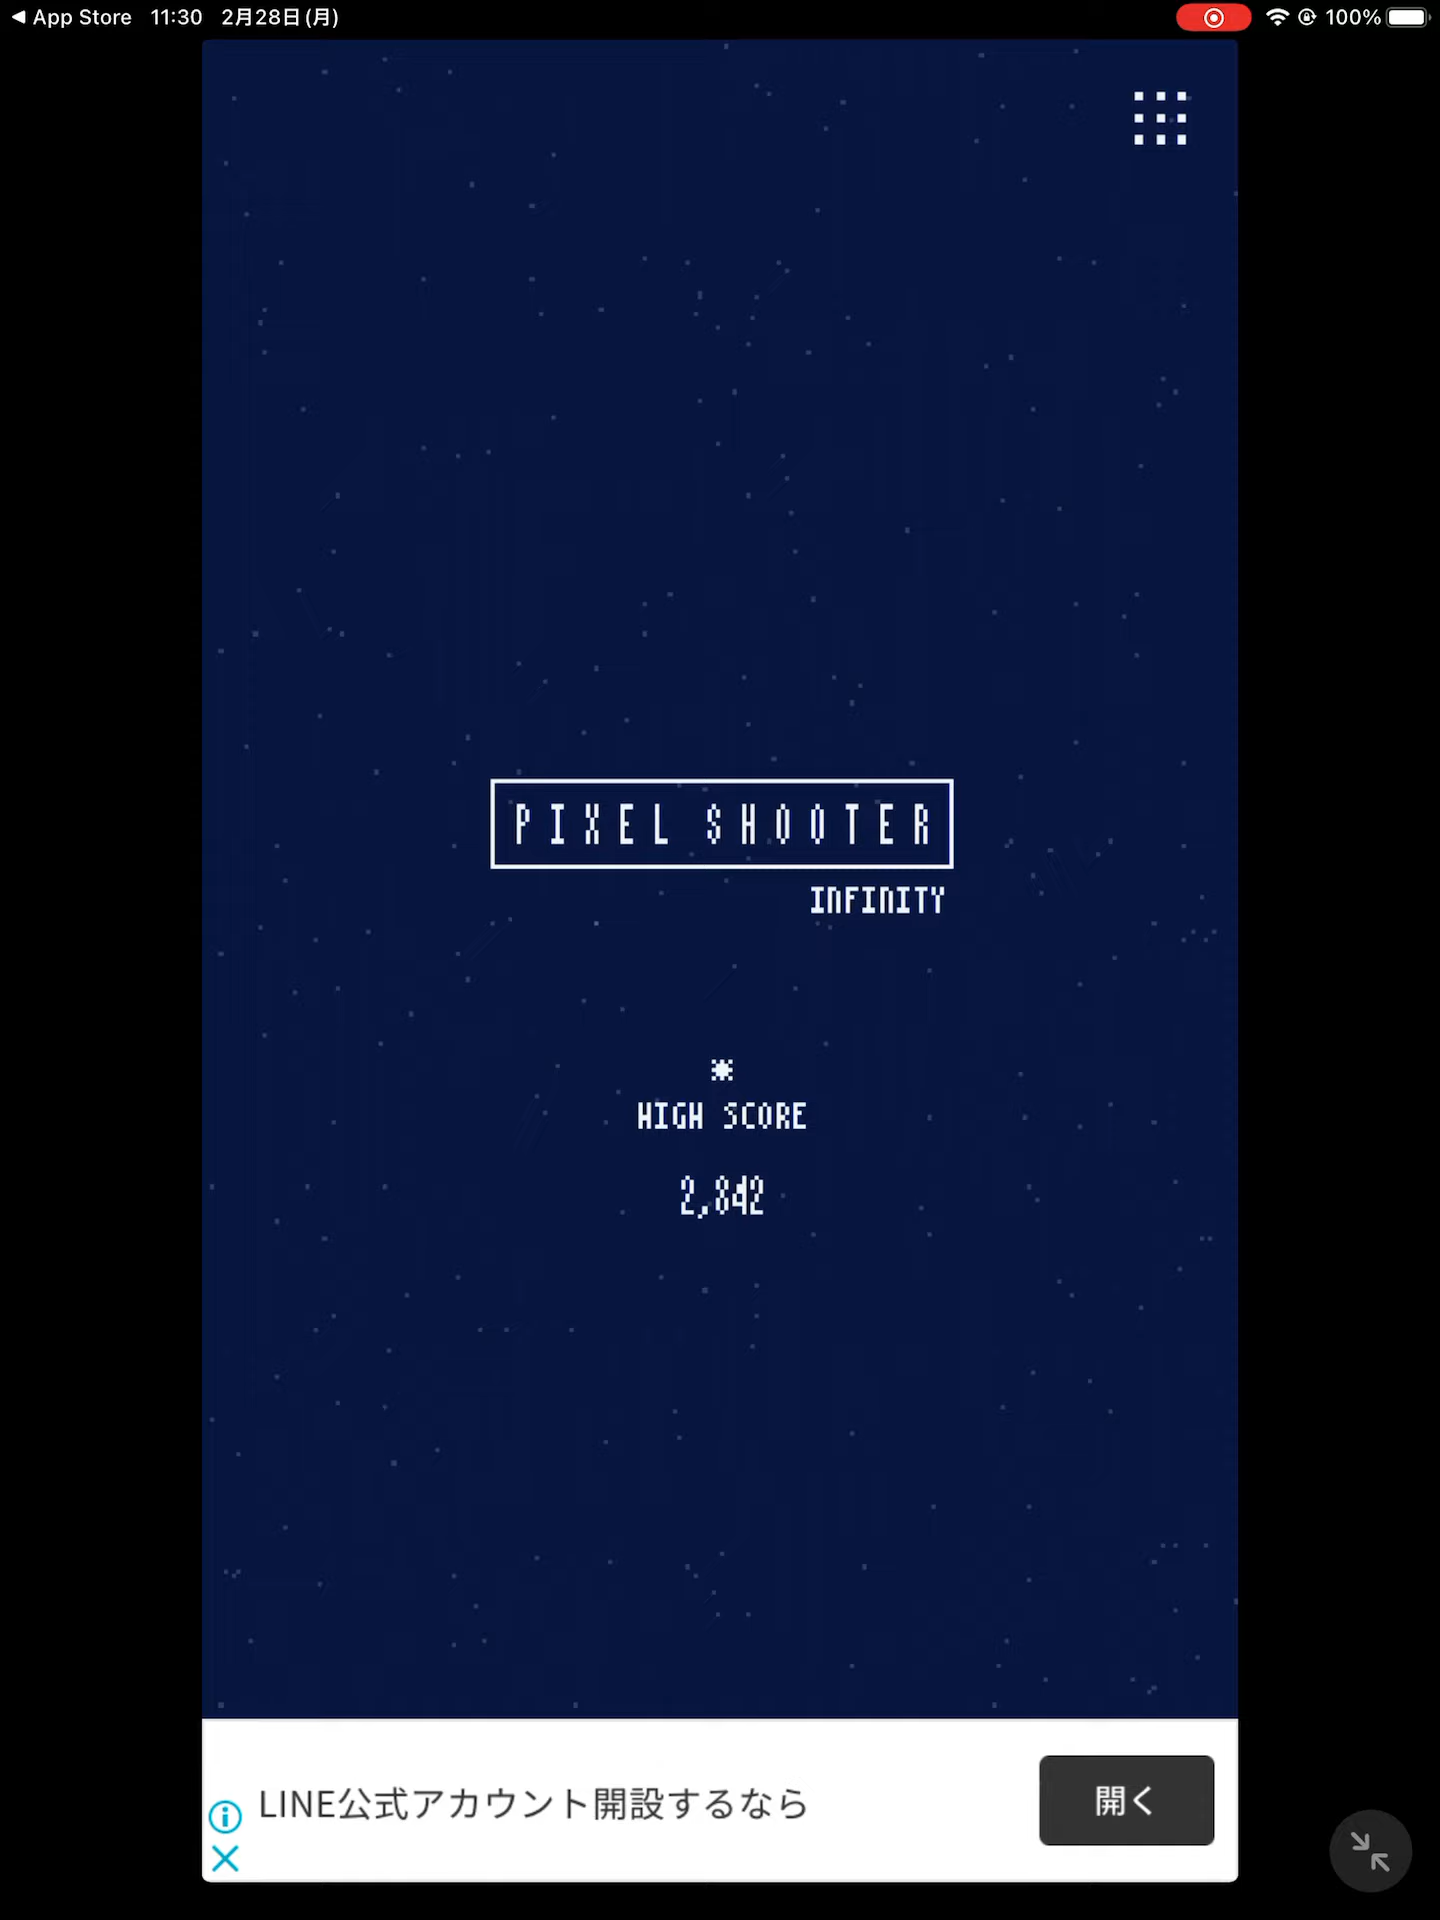 ◀ App Store 11:30 2月28日(月) 100%
PIXEL SHOOTER
INFINITY
HIGH SCORE
2,842
LINE公式アカウント開設するなら
開く